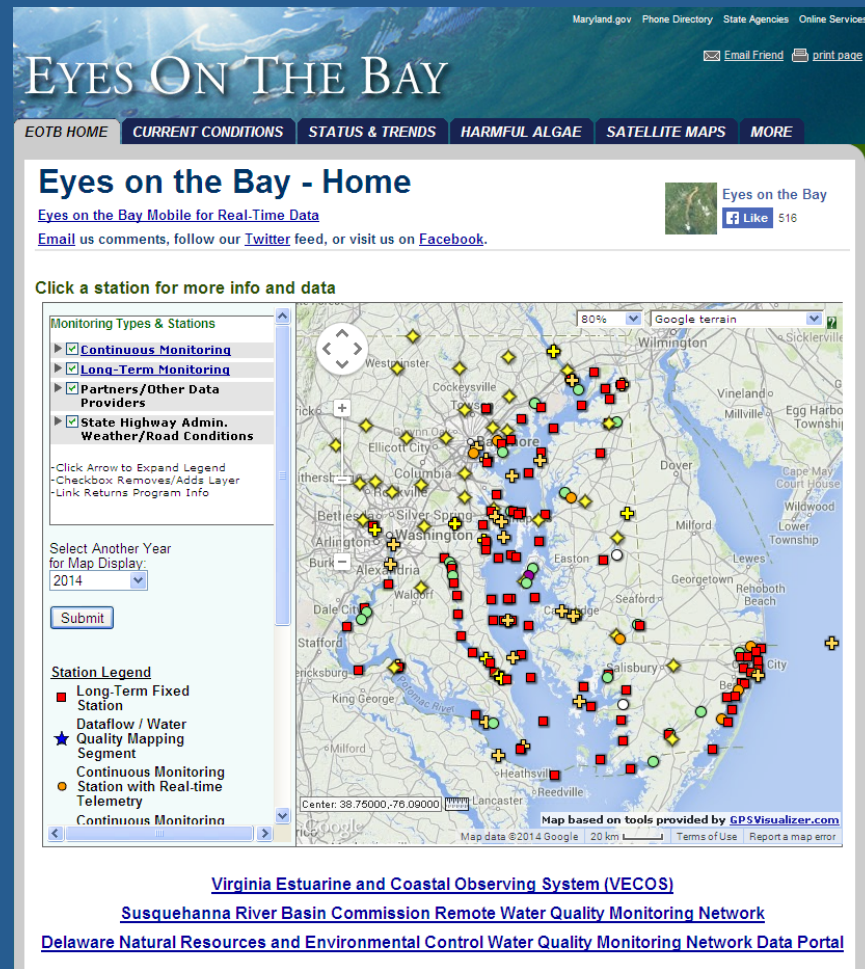 Maryland.gov Phone Directory State Agencies Online Services
Email Friend print page
EYES ON THE BAY
EOTB HOME CURRENT CONDITIONS STATUS & TRENDS HARMFUL ALGAE SATELLITE MAPS MORE
Eyes on the Bay - Home
Eyes on the Bay Mobile for Real-Time Data
Email us comments, follow our Twitter feed, or visit us on Facebook.
Eyes on the Bay
Like 516
Click a station for more info and data
Monitoring Types & Stations
Continuous Monitoring
Long-Term Monitoring
Partners/Other Data
Providers
State Highway Admin.
Weather/Road Conditions
-Click Arrow to Expand Legend
-Checkbox Removes/Adds Layer
-Link Returns Program Info
Select Another Year
for Map Display:
2014
Submit
Station Legend
Long-Term Fixed
Station
Dataflow / Water
Quality Mapping
Segment
Continuous Monitoring
Station with Real-time
Telemetry
Continuous Monitoring
80% Google terrain ?
Wilmington
Sicklerville
Westminster
Cockeysville
Vineland
Millville
Egg Harbo
Township
Ellicott City
Columbia
Dover
Cape May
Court House
Wildwood
Silver Spring
Lower
Township
Milford
Arlington
Washington
Alexandria
Easton
Lewes
Georgetown
Rehoboth
Beach
Waldorf
Dale City
Seaford
Stafford
Salisbury
City
ericksburg
King George
Potomac River
Milford
Heathsvill
Reedville
Lancaster
Center: 38.75000,-76.09000
Map based on tools provided by GPSVisualizer.com
Google
Map data ©2014 Google 20 km Terms of Use Report a map error
Virginia Estuarine and Coastal Observing System (VECOS)
Susquehanna River Basin Commission Remote Water Quality Monitoring Network
Delaware Natural Resources and Environmental Control Water Quality Monitoring Network Data Portal